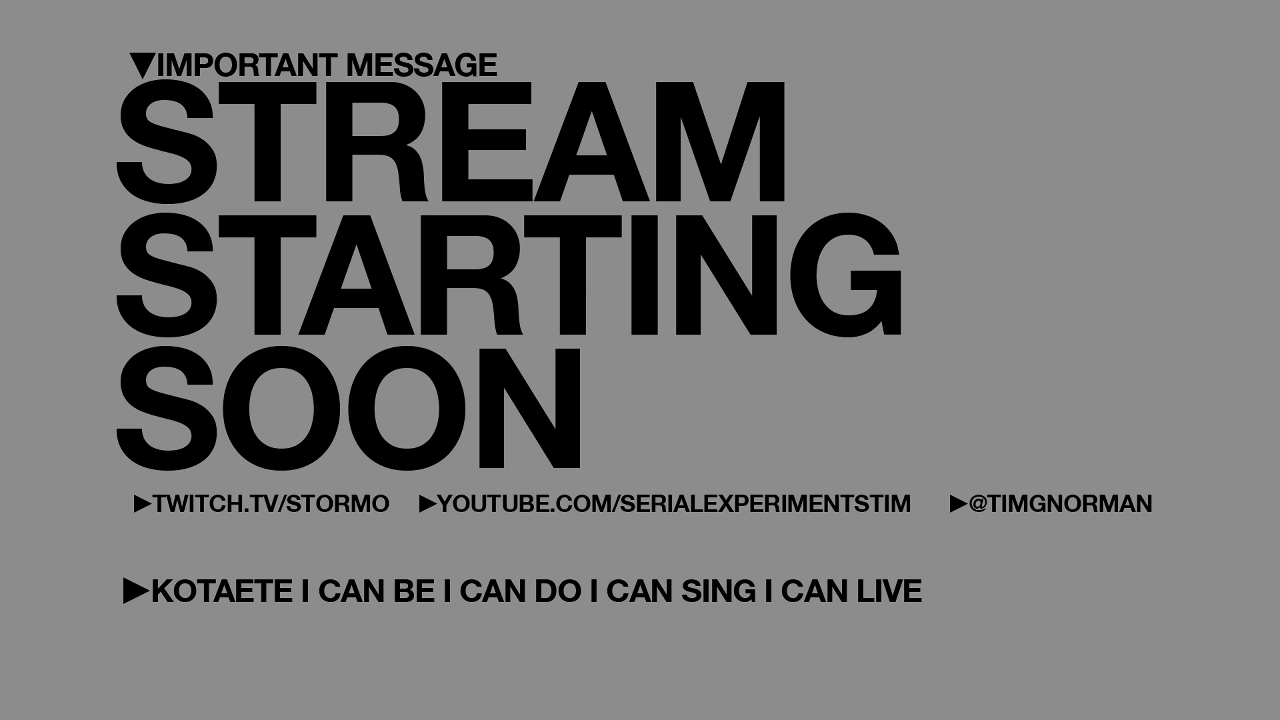 ▼IMPORTANT MESSAGE
STREAM
STARTING
SOON
▶TWITCH.TV/STORMO ▶YOUTUBE.COM/SERIALEXPERIMENTSTIM ▶@TIMGNORMAN
▶KOTAETE I CAN BE I CAN DO I CAN SING I CAN LIVE